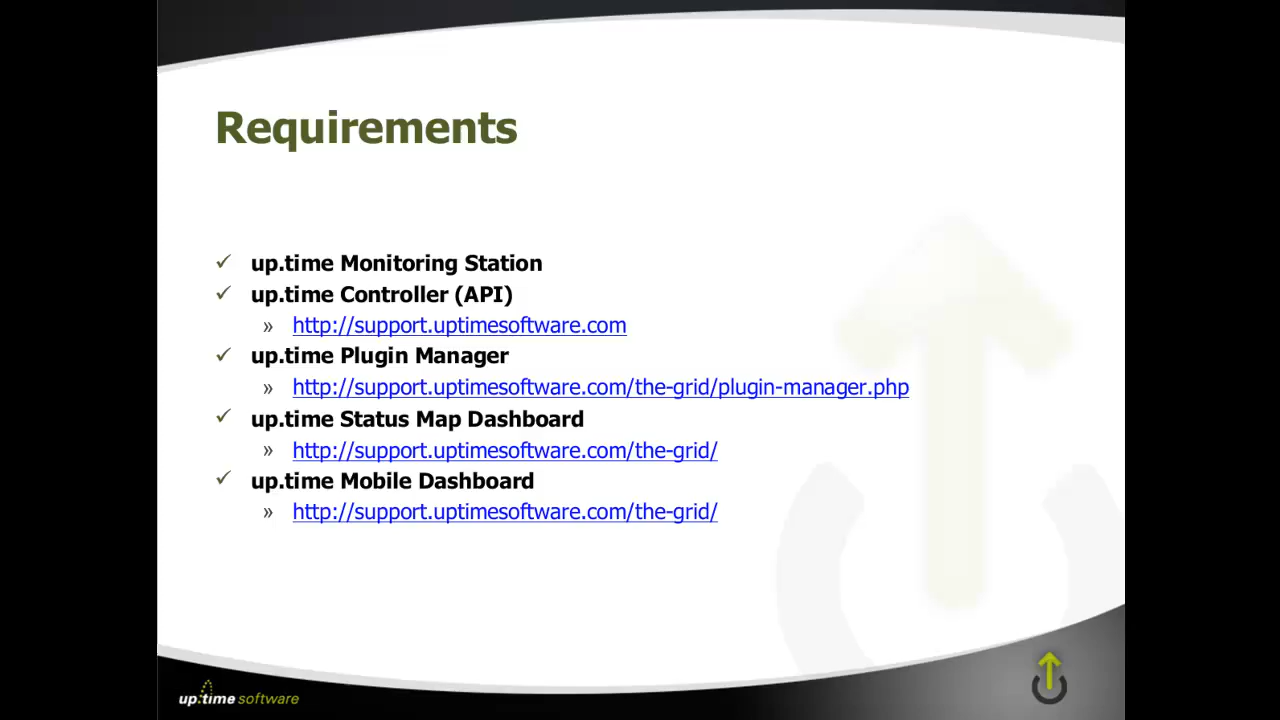 Requirements
✓ up.time Monitoring Station
✓ up.time Controller (API)
» http://support.uptimesoftware.com
✓ up.time Plugin Manager
» http://support.uptimesoftware.com/the-grid/plugin-manager.php
✓ up.time Status Map Dashboard
» http://support.uptimesoftware.com/the-grid/
✓ up.time Mobile Dashboard
» http://support.uptimesoftware.com/the-grid/
up.time software